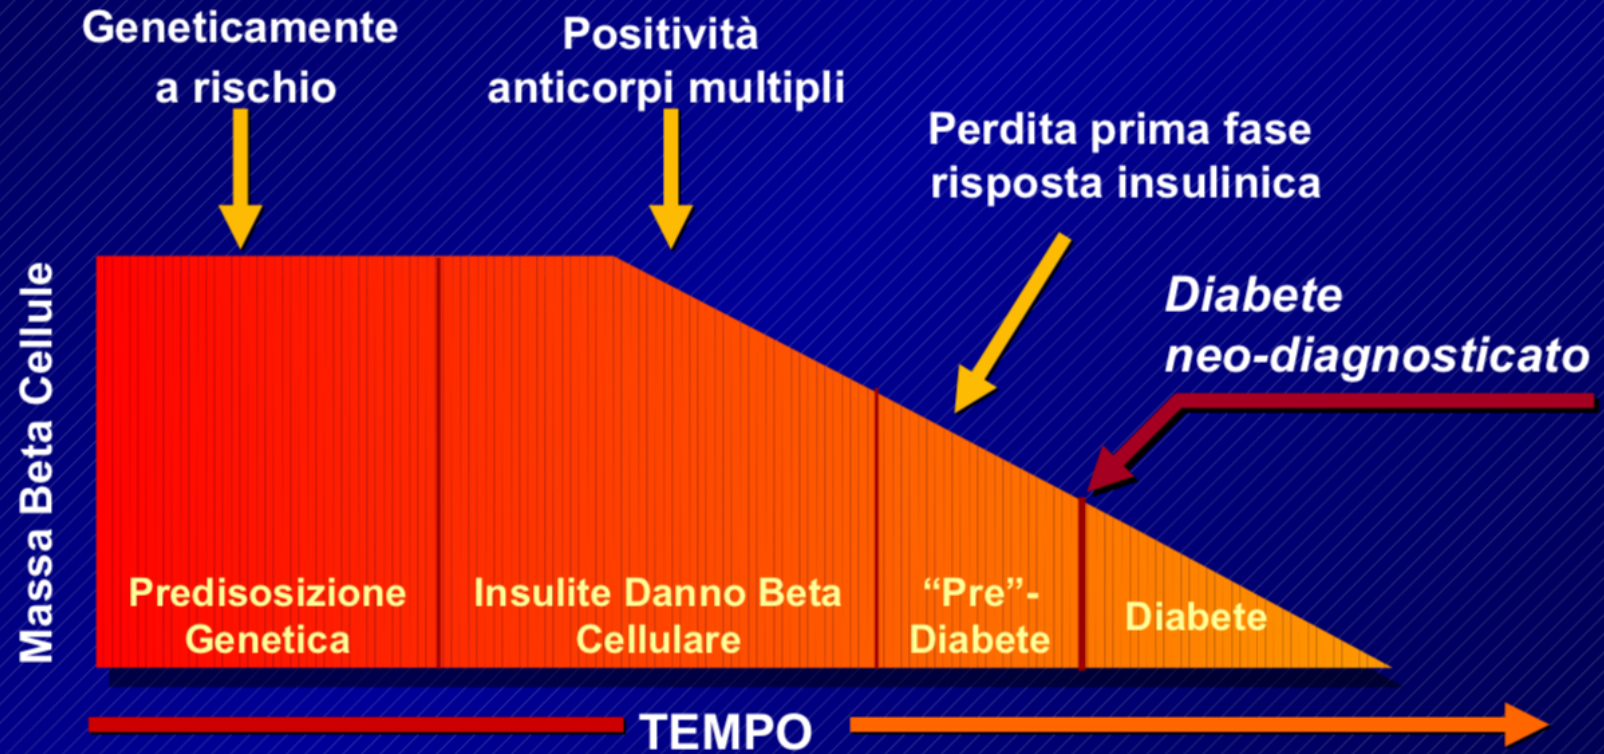 Geneticamente
a rischio
Positività
anticorpi multipli
Perdita prima fase
risposta insulinica
Diabete
neo-diagnosticato
Massa Beta Cellule
Predisosizione
Genetica
Insulite Danno Beta
Cellulare
“Pre”-
Diabete
Diabete
TEMPO